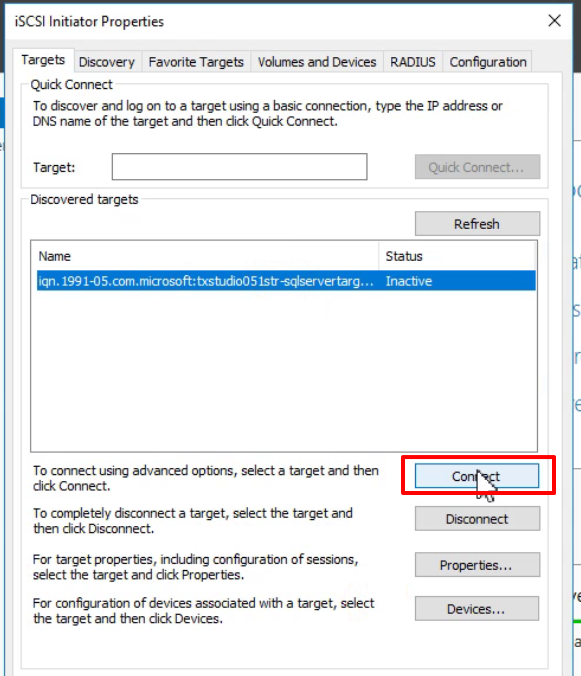 iSCSI Initiator Properties
Targets Discovery Favorite Targets Volumes and Devices RADIUS Configuration
Quick Connect
To discover and log on to a target using a basic connection, type the IP address or
DNS name of the target and then click Quick Connect.
Target: Quick Connect...
Discovered targets
Refresh
Name Status
iqn.1991-05.com.microsoft:txstudio051str-sqlservertarg... Inactive
To connect using advanced options, select a target and then
click Connect.
Connect
To completely disconnect a target, select the target and
then click Disconnect.
Disconnect
For target properties, including configuration of sessions,
select the target and click Properties.
Properties...
For configuration of devices associated with a target, select
the target and then click Devices.
Devices...